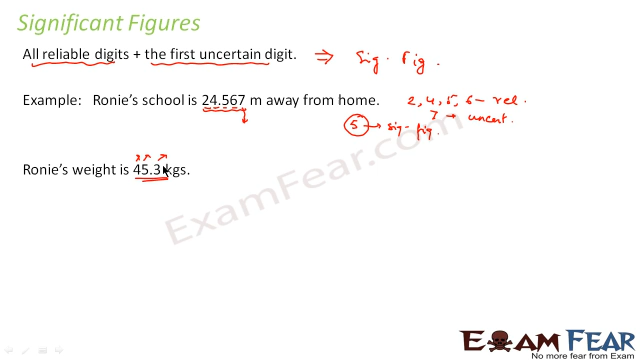 Significant Figures
All reliable digits + the first uncertain digit. ⇒ Sig. Fig.
Example: Ronie's school is 24.567 m away from home. 2, 4, 5, 6 – rel.
7 → uncert.
5 → sig. fig.
Ronie's weight is 45.3 kgs.
ExamFear.com
EXAM FEAR
No more fear from Exam